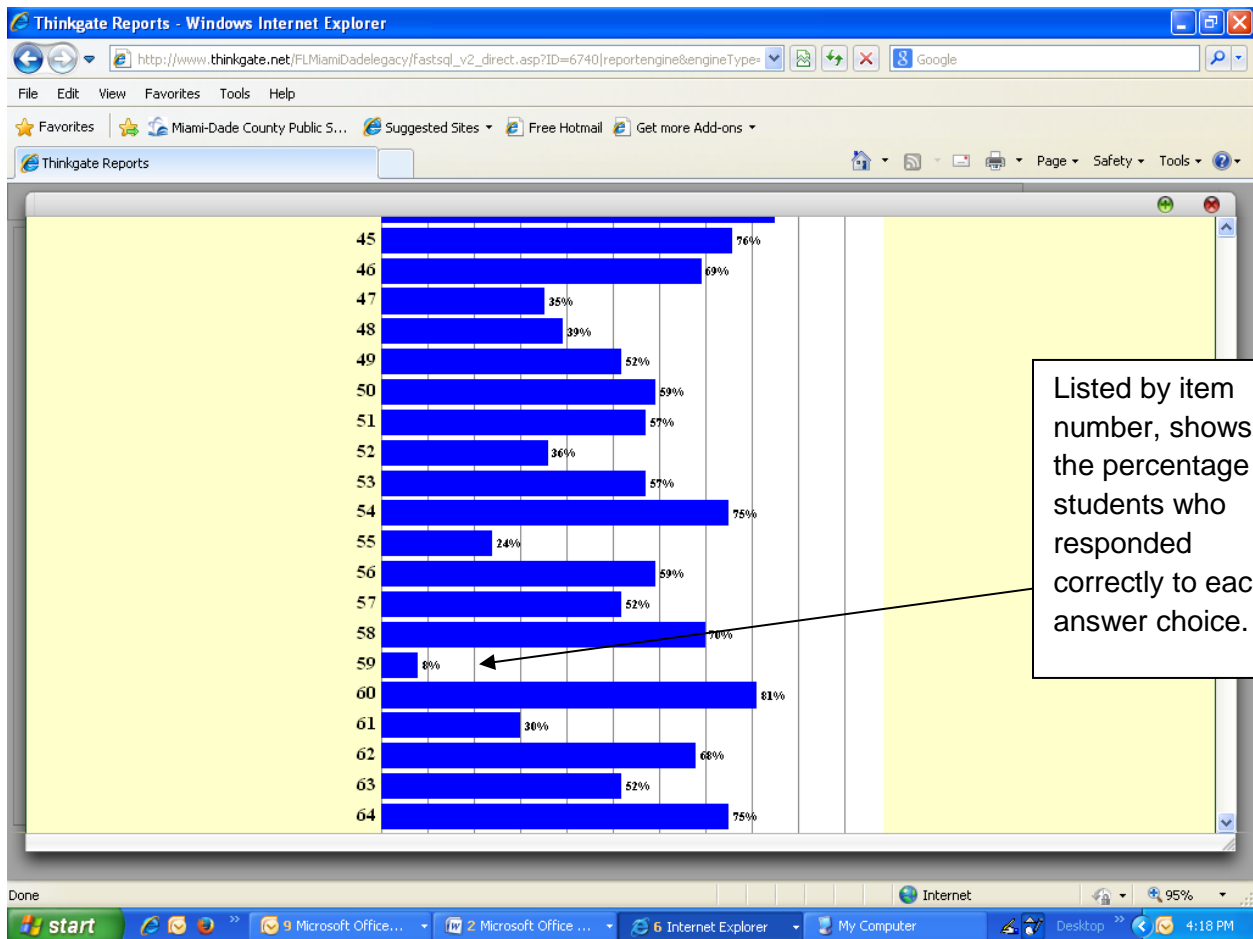 Thinkgate Reports - Windows Internet Explorer
http://www.thinkgate.net/FLMiamiDadelegacy/fastsql_v2_direct.asp?ID=6740|reportengine&engineType=
Google
File Edit View Favorites Tools Help
Favorites Miami-Dade County Public S... Suggested Sites Free Hotmail Get more Add-ons
Thinkgate Reports Page Safety Tools
45 76%
46 69%
47 35%
48 39%
49 52%
50 59%
51 57%
52 36%
53 57%
54 75%
55 24%
56 59%
57 52%
58 70%
59 8%
60 81%
61 30%
62 68%
63 52%
64 75%
Listed by item
number, shows
the percentage
students who
responded
correctly to eac
answer choice.
Done Internet 95%
start 9 Microsoft Office... 2 Microsoft Office ... 6 Internet Explorer My Computer Desktop 4:18 PM